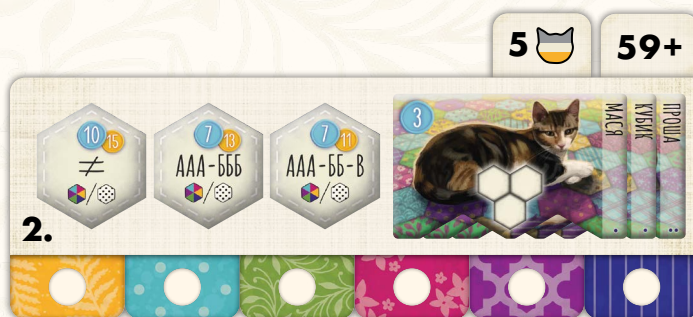 5 59+
10 15
≠
/
7 13
ААА-БББ
/
7 11
ААА-ББ-В
/
3
МАСЯ
КУБИК
ПРОША
2.